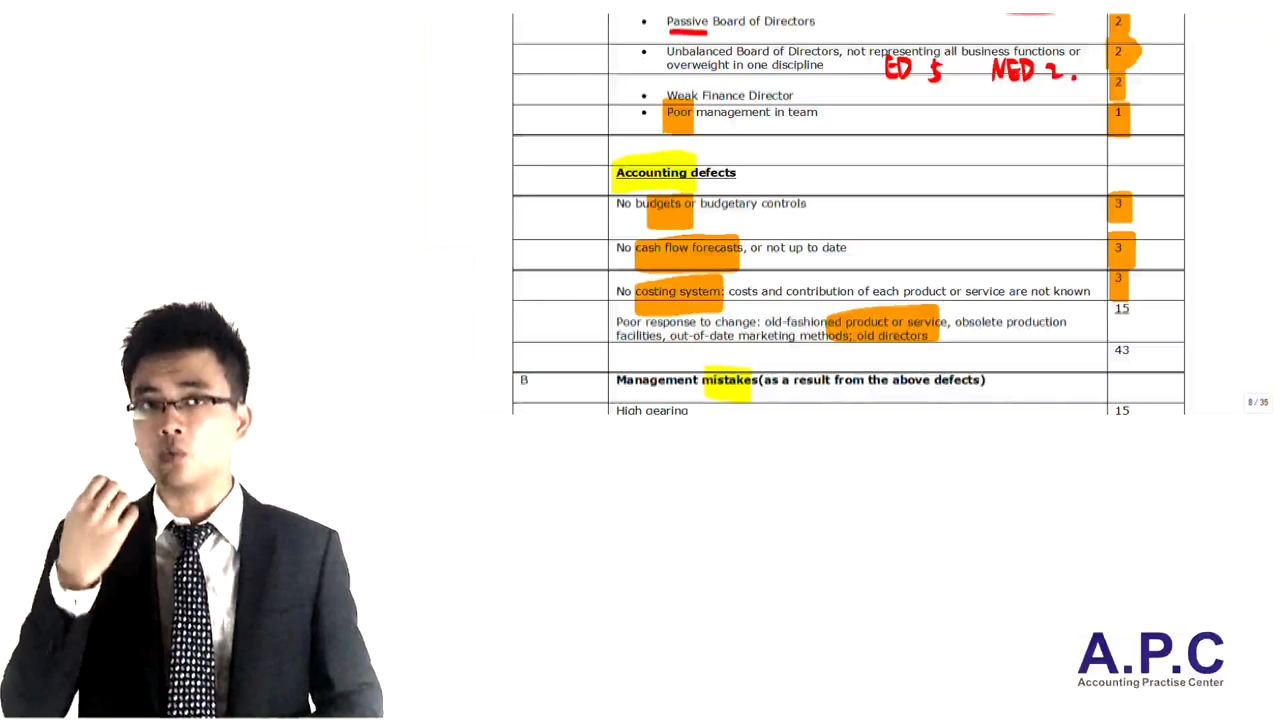 Passive Board of Directors 2
Unbalanced Board of Directors, not representing all business functions or 2
overweight in one discipline
ED 5 NED 2.
Weak Finance Director 2
Poor management in team 1
Accounting defects
No budgets or budgetary controls 3
No cash flow forecasts, or not up to date 3
No costing system: costs and contribution of each product or service are not known 3
Poor response to change: old-fashioned product or service, obsolete production 15
facilities, out-of-date marketing methods; old directors
43
B Management mistakes(as a result from the above defects)
High gearing 15
8 / 35
A.P.C
Accounting Practise Center